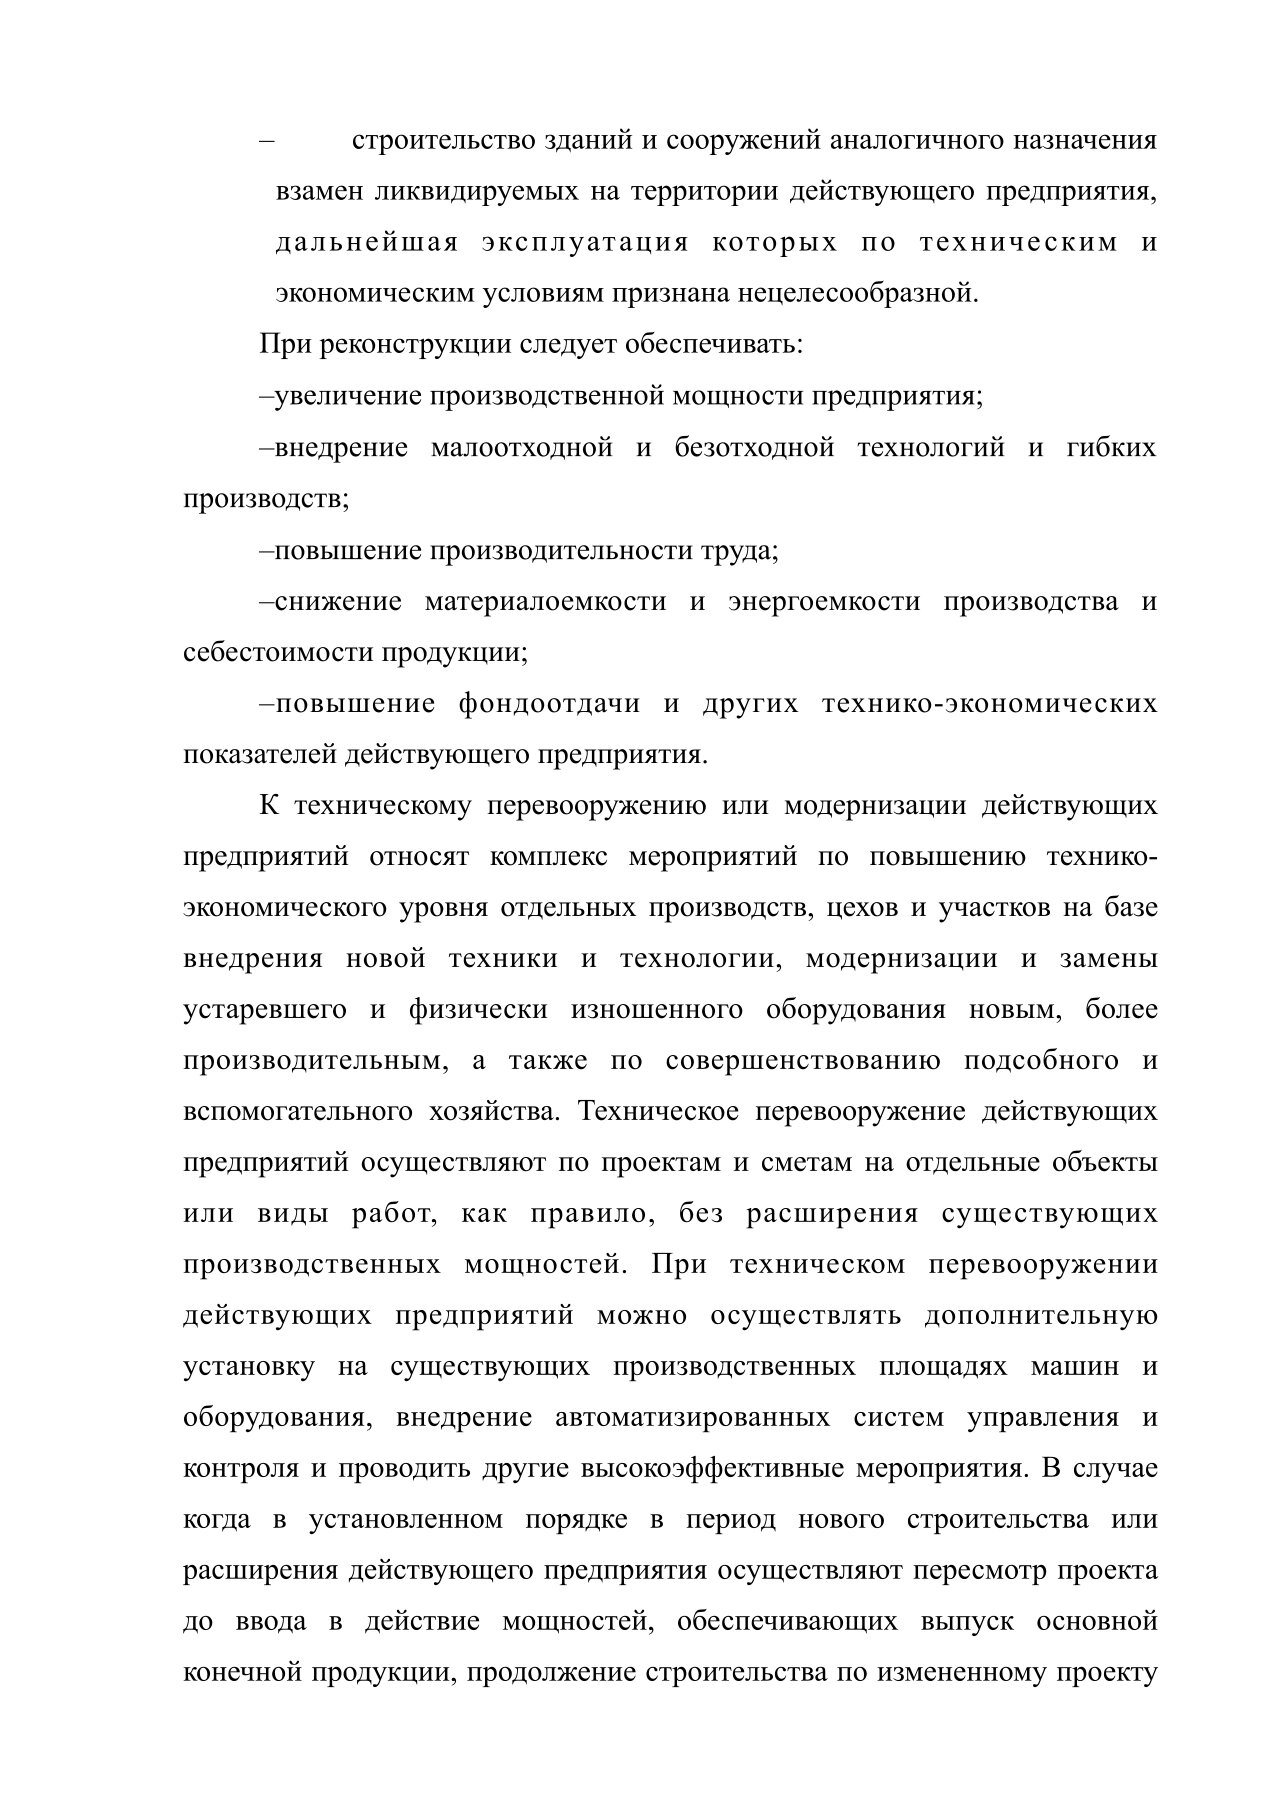 – строительство зданий и сооружений аналогичного назначения
взамен ликвидируемых на территории действующего предприятия,
дальнейшая эксплуатация которых по техническим и
экономическим условиям признана нецелесообразной.
При реконструкции следует обеспечивать:
–увеличение производственной мощности предприятия;
–внедрение малоотходной и безотходной технологий и гибких
производств;
–повышение производительности труда;
–снижение материалоемкости и энергоемкости производства и
себестоимости продукции;
–повышение фондоотдачи и других технико-экономических
показателей действующего предприятия.
К техническому перевооружению или модернизации действующих
предприятий относят комплекс мероприятий по повышению технико-
экономического уровня отдельных производств, цехов и участков на базе
внедрения новой техники и технологии, модернизации и замены
устаревшего и физически изношенного оборудования новым, более
производительным, а также по совершенствованию подсобного и
вспомогательного хозяйства. Техническое перевооружение действующих
предприятий осуществляют по проектам и сметам на отдельные объекты
или виды работ, как правило, без расширения существующих
производственных мощностей. При техническом перевооружении
действующих предприятий можно осуществлять дополнительную
установку на существующих производственных площадях машин и
оборудования, внедрение автоматизированных систем управления и
контроля и проводить другие высокоэффективные мероприятия. В случае
когда в установленном порядке в период нового строительства или
расширения действующего предприятия осуществляют пересмотр проекта
до ввода в действие мощностей, обеспечивающих выпуск основной
конечной продукции, продолжение строительства по измененному проекту